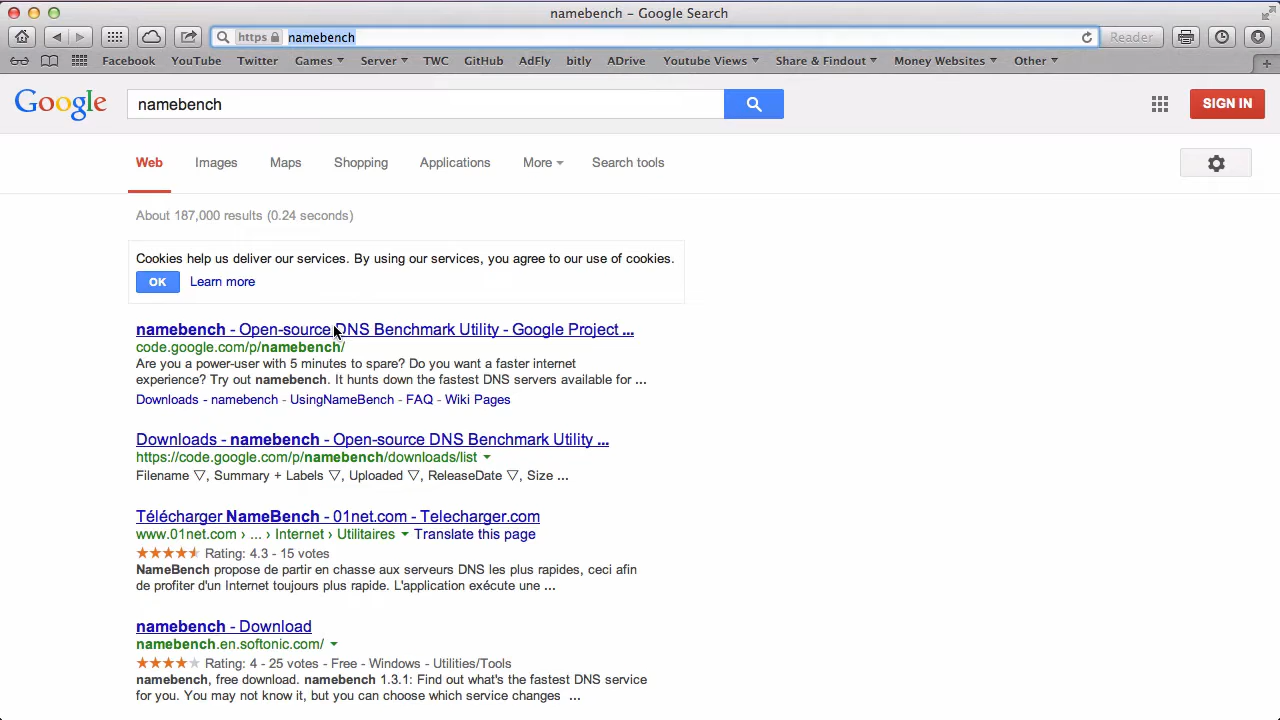 namebench – Google Search
https namebench Reader
Facebook YouTube Twitter Games Server TWC GitHub AdFly bitly ADrive Youtube Views Share & Findout Money Websites Other
Google namebench SIGN IN
Web Images Maps Shopping Applications More Search tools
About 187,000 results (0.24 seconds)
Cookies help us deliver our services. By using our services, you agree to our use of cookies.
OK Learn more
namebench - Open-source DNS Benchmark Utility - Google Project ...
code.google.com/p/namebench/
Are you a power-user with 5 minutes to spare? Do you want a faster internet
experience? Try out namebench. It hunts down the fastest DNS servers available for ...
Downloads - namebench - UsingNameBench - FAQ - Wiki Pages
Downloads - namebench - Open-source DNS Benchmark Utility ...
https://code.google.com/p/namebench/downloads/list
Filename ▽, Summary + Labels ▽, Uploaded ▽, ReleaseDate ▽, Size ...
Télécharger NameBench - 01net.com - Telecharger.com
www.01net.com › ... › Internet › Utilitaires Translate this page
Rating: 4.3 - 15 votes
NameBench propose de partir en chasse aux serveurs DNS les plus rapides, ceci afin
de profiter d'un Internet toujours plus rapide. L'application exécute une ...
namebench - Download
namebench.en.softonic.com/
Rating: 4 - 25 votes - Free - Windows - Utilities/Tools
namebench, free download. namebench 1.3.1: Find out what's the fastest DNS service
for you. You may not know it, but you can choose which service changes ...